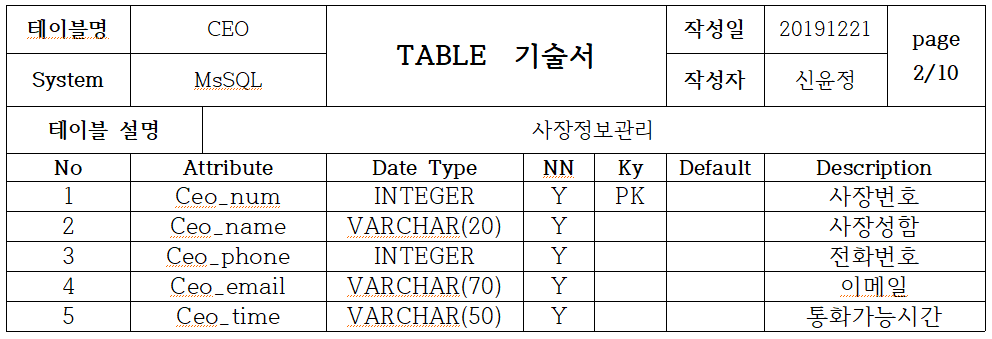 테이블명 CEO TABLE 기술서 작성일 20191221 page 2/10
System MsSQL 작성자 신윤정
테이블 설명 사장정보관리
No Attribute Date Type NN Ky Default Description
1 Ceo_num INTEGER Y PK 사장번호
2 Ceo_name VARCHAR(20) Y 사장성함
3 Ceo_phone INTEGER Y 전화번호
4 Ceo_email VARCHAR(70) Y 이메일
5 Ceo_time VARCHAR(50) Y 통화가능시간